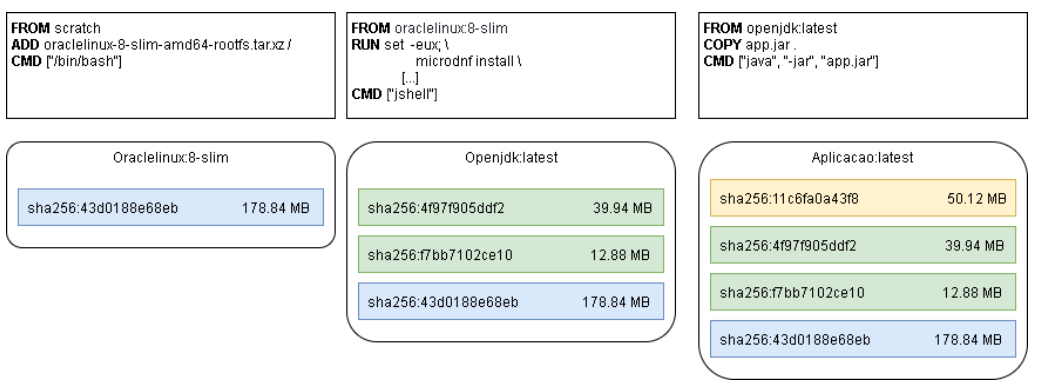 FROM scratch
ADD oraclelinux-8-slim-amd64-rootfs.tar.xz /
CMD ["/bin/bash"]
FROM oraclelinux:8-slim
RUN set -eux; \
microdnf install \
[...]
CMD ["jshell"]
FROM openjdk:latest
COPY app.jar .
CMD ["java", "-jar", "app.jar"]
Oraclelinux:8-slim
sha256:43d0188e68eb 178.84 MB
Openjdk:latest
sha256:4f97f905ddf2 39.94 MB
sha256:f7bb7102ce10 12.88 MB
sha256:43d0188e68eb 178.84 MB
Aplicacao:latest
sha256:11c6fa0a43f8 50.12 MB
sha256:4f97f905ddf2 39.94 MB
sha256:f7bb7102ce10 12.88 MB
sha256:43d0188e68eb 178.84 MB